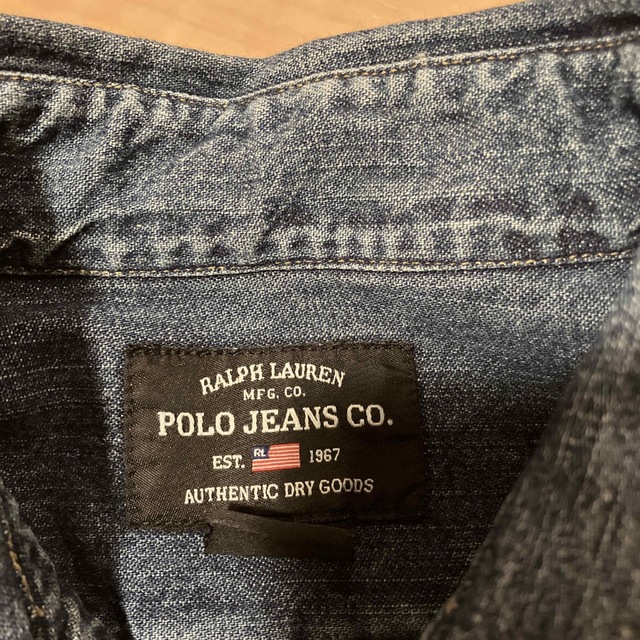 RALPH LAUREN
MFG. CO.
POLO JEANS CO.
EST. RL 1967
AUTHENTIC DRY GOODS